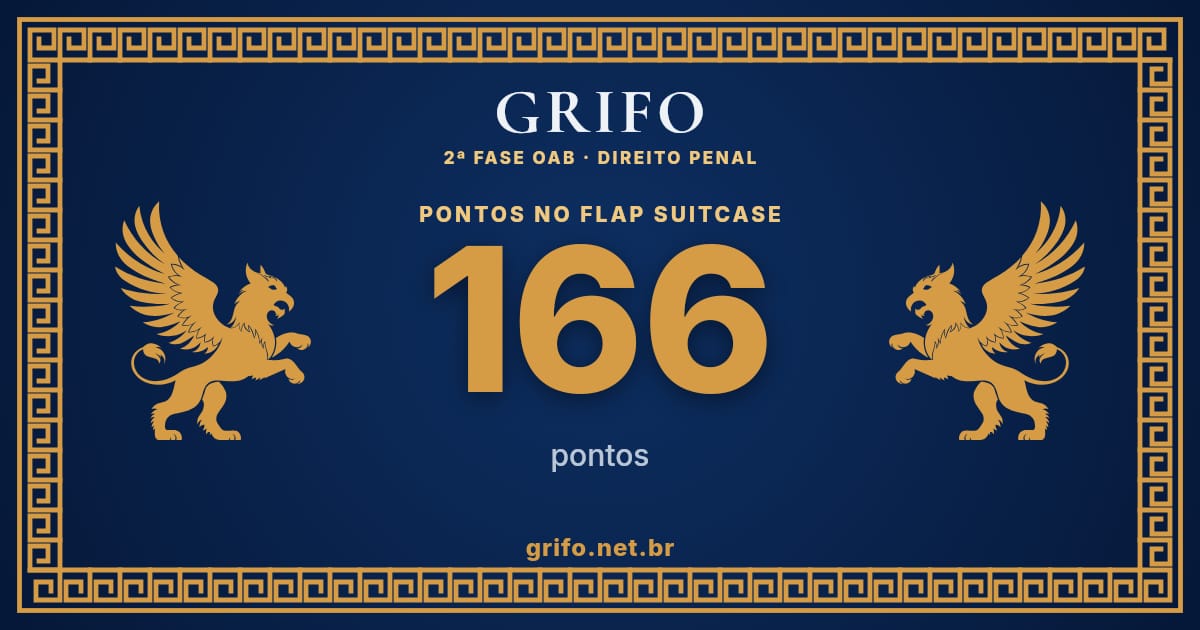 GRIFO
2ª FASE OAB · DIREITO PENAL
PONTOS NO FLAP SUITCASE
166
pontos
grifo.net.br